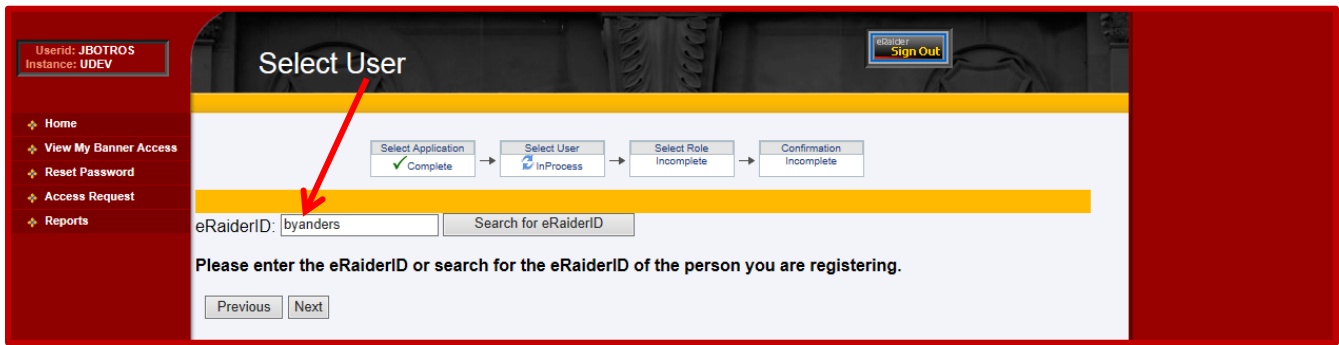 Userid: JBOTROS
Instance: UDEV
Select User
eRaider
Sign Out
Home
View My Banner Access
Reset Password
Access Request
Reports
Select Application
Complete
Select User
InProcess
Select Role
Incomplete
Confirmation
Incomplete
eRaiderID: byanders Search for eRaiderID
Please enter the eRaiderID or search for the eRaiderID of the person you are registering.
Previous Next